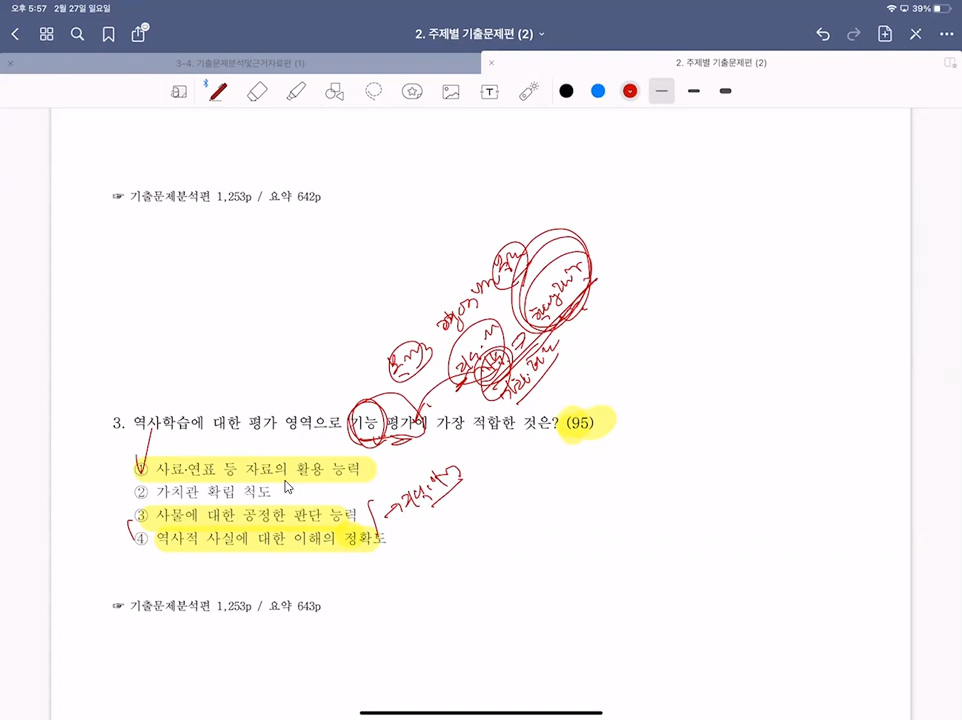 오후 5:57 2월 27일 일요일
39%
2. 주제별 기출문제편 (2)
3-4. 기출문제분석및근거자료편 (1)
2. 주제별 기출문제편 (2)
T
☞ 기출문제분석편 1,253p / 요약 642p
3. 역사학습에 대한 평가 영역으로 기능 평가에 가장 적합한 것은? (95)
① 사료·연표 등 자료의 활용 능력
② 가치관 확립 척도
③ 사물에 대한 공정한 판단 능력
④ 역사적 사실에 대한 이해의 정확도
☞ 기출문제분석편 1,253p / 요약 643p